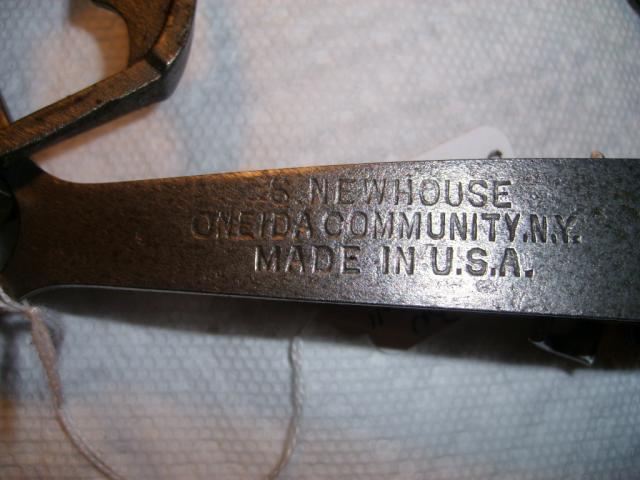 S. NEWHOUSE
ONEIDA COMMUNITY, N.Y.
MADE IN U.S.A.